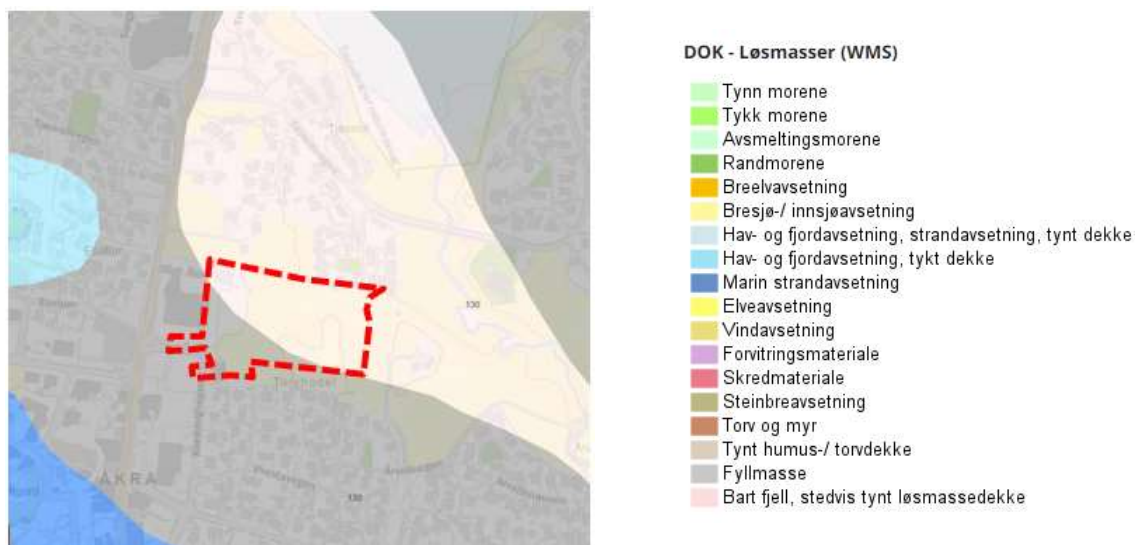 DOK - Løsmasser (WMS)
Tynn morene
Tykk morene
Avsmeltingsmorene
Randmorene
Breelvavsetning
Bresjø-/ innsjøavsetning
Hav- og fjordavsetning, strandavsetning, tynt dekke
Hav- og fjordavsetning, tykt dekke
Marin strandavsetning
Elveavsetning
Vindavsetning
Forvitringsmateriale
Skredmateriale
Steinbreavsetning
Torv og myr
Tynt humus-/ torvdekke
Fyllmasse
Bart fjell, stedvis tynt løsmassedekke
130
ÅKRA
130